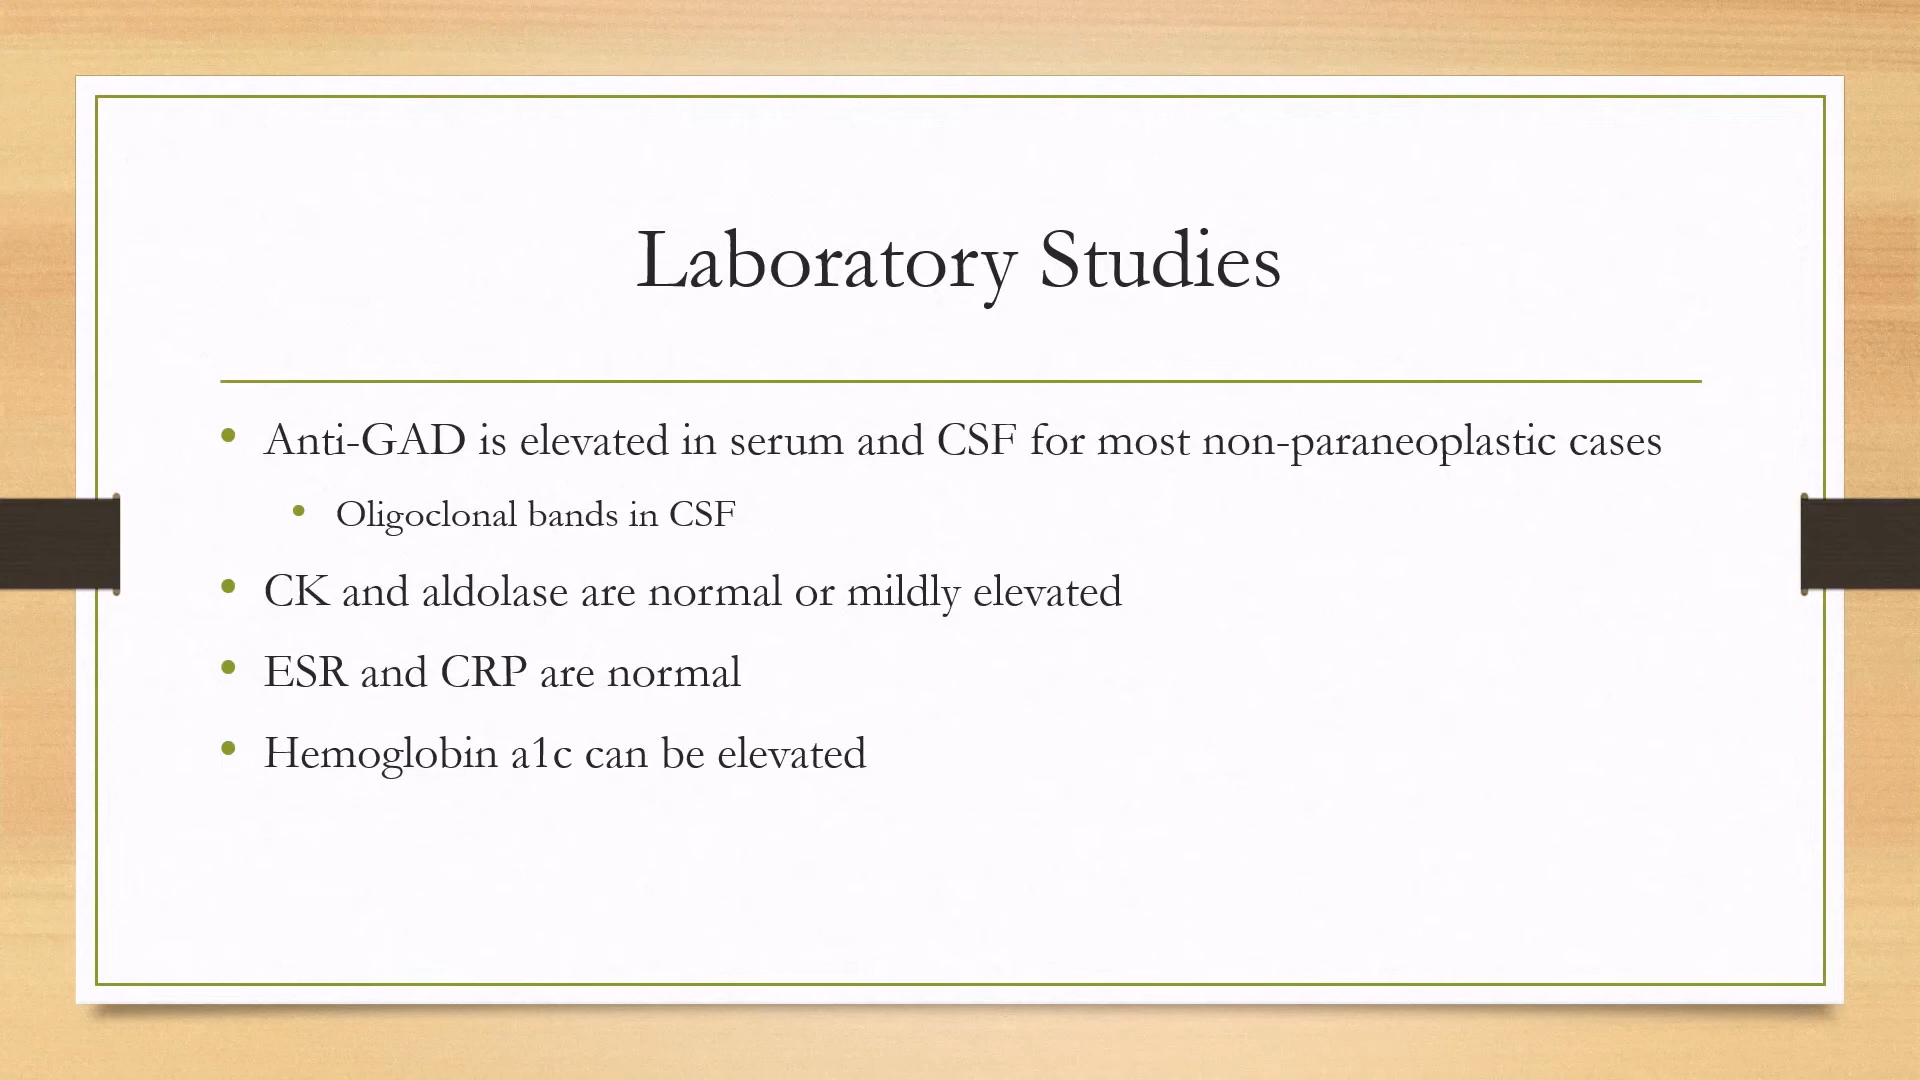 Laboratory Studies
Anti-GAD is elevated in serum and CSF for most non-paraneoplastic cases
Oligoclonal bands in CSF
CK and aldolase are normal or mildly elevated
ESR and CRP are normal
Hemoglobin a1c can be elevated